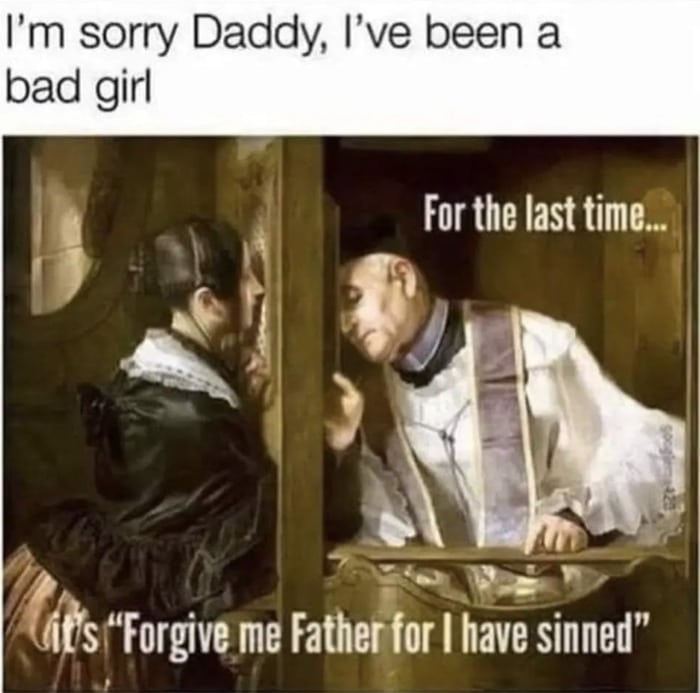 I'm sorry Daddy, I've been a
bad girl
For the last time...
it's "Forgive me Father for I have sinned"